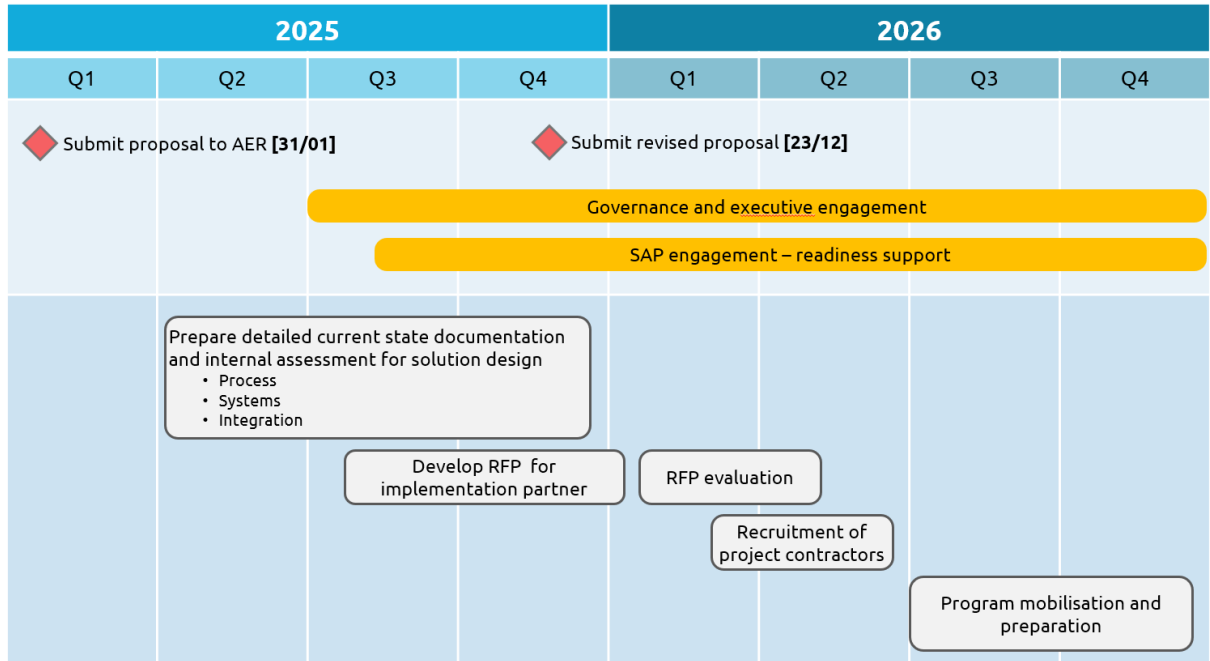 2025
2026
Q1
Q2
Q3
Q4
Q1
Q2
Q3
Q4
Submit proposal to AER [31/01]
Submit revised proposal [23/12]
Governance and executive engagement
SAP engagement – readiness support
Prepare detailed current state documentation
and internal assessment for solution design
• Process
• Systems
• Integration
Develop RFP for
implementation partner
RFP evaluation
Recruitment of
project contractors
Program mobilisation and
preparation